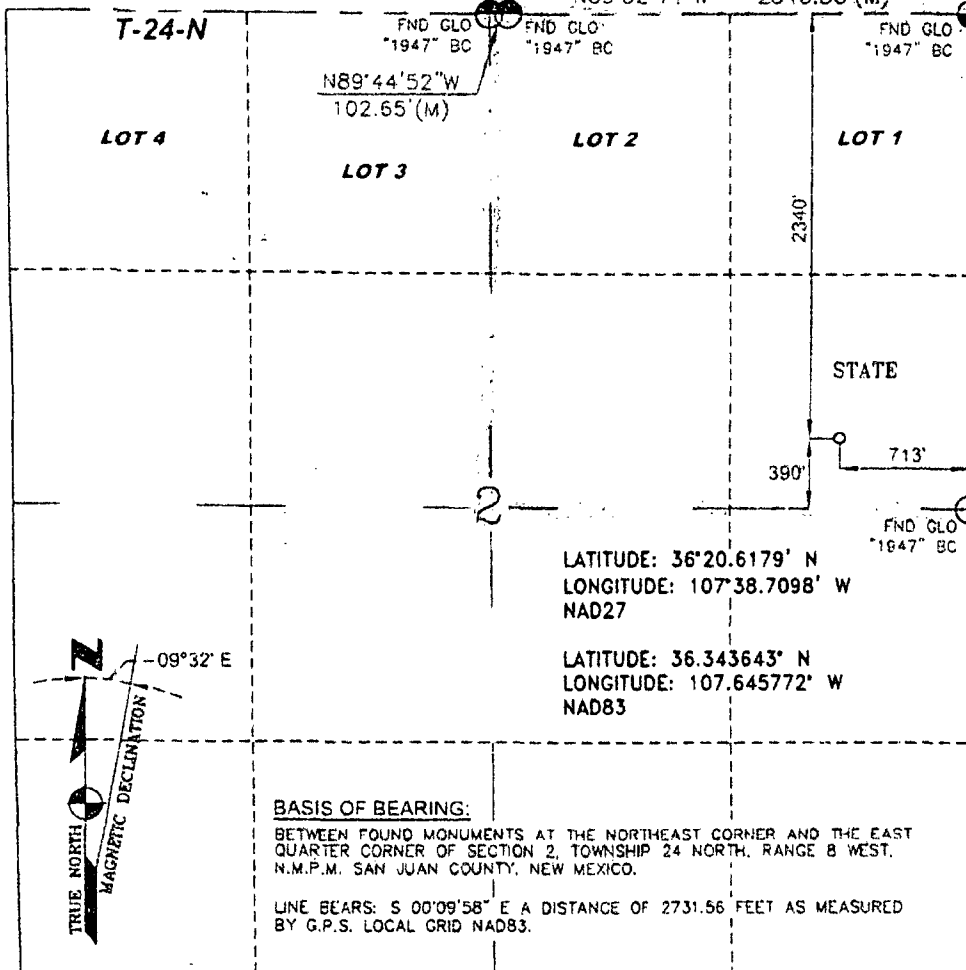 T-24-N
FND GLO
"1947" BC
FND GLO
"1947" BC
FND GLO
"1947" BC
N89°44'52"W
102.65'(M)
LOT 4
LOT 3
LOT 2
LOT 1
2340'
STATE
713'
390'
2
FND GLO
"1947" BC
LATITUDE: 36°20.6179' N
LONGITUDE: 107°38.7098' W
NAD27
LATITUDE: 36.343643° N
LONGITUDE: 107.645772° W
NAD83
N
-09°32' E
TRUE NORTH
MAGNETIC DECLINATION
BASIS OF BEARING:
BETWEEN FOUND MONUMENTS AT THE NORTHEAST CORNER AND THE EAST
QUARTER CORNER OF SECTION 2, TOWNSHIP 24 NORTH, RANGE 8 WEST,
N.M.P.M. SAN JUAN COUNTY, NEW MEXICO.
LINE BEARS: S 00°09'58" E A DISTANCE OF 2731.56 FEET AS MEASURED
BY G.P.S. LOCAL GRID NAD83.